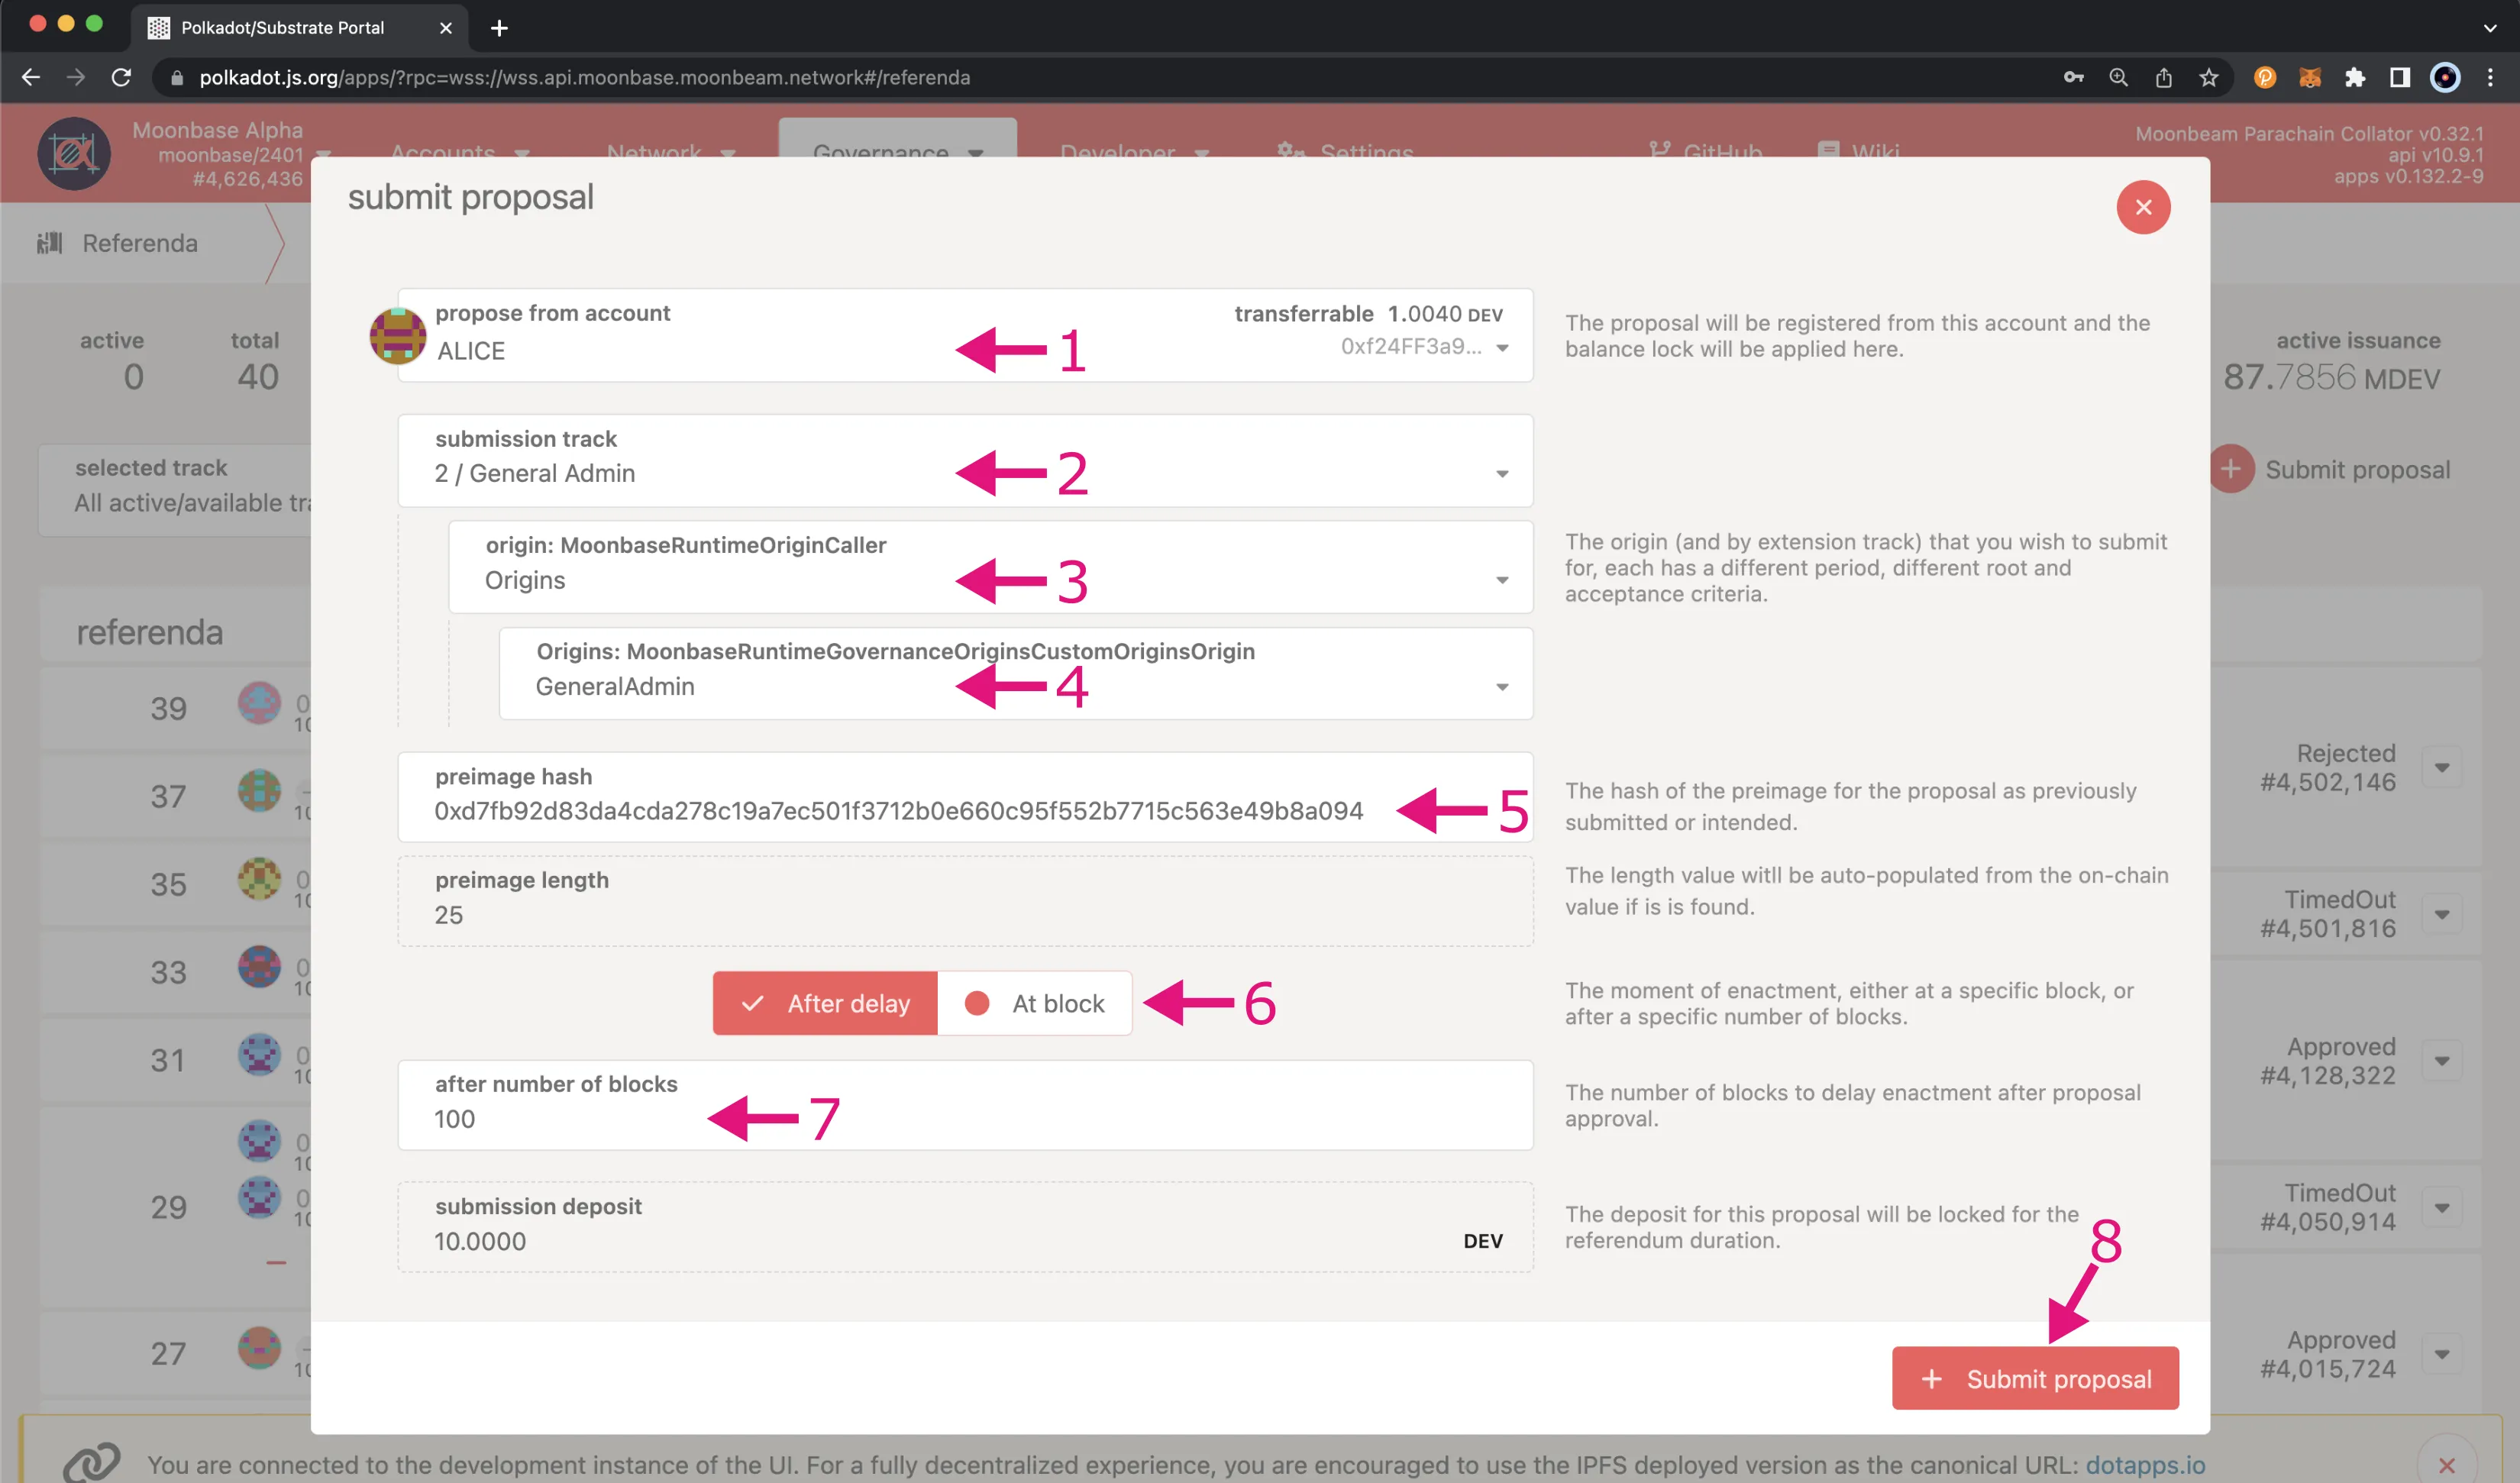 Polkadot/Substrate Portal
polkadot.js.org/apps/?rpc=wss://wss.api.moonbase.moonbeam.network#/referenda
Moonbase Alpha
moonbase/2401
#4,626,436
Accounts
Network
Governance
Developer
Settings
GitHub
Wiki
Moonbeam Parachain Collator v0.32.1
api v10.9.1
apps v0.132.2-9
Referenda
active
0
total
40
active issuance
87.7856 MDEV
selected track
All active/available tra
Submit proposal
referenda
39
0
10
Rejected
#4,502,146
37
10
35
0
10
TimedOut
#4,501,816
33
0
10
31
0
10
Approved
#4,128,322
29
0
10
0
10
TimedOut
#4,050,914
27
10
Approved
#4,015,724
submit proposal
propose from account
ALICE
transferrable 1.0040 DEV
0xf24FF3a9...
1
The proposal will be registered from this account and the
balance lock will be applied here.
submission track
2 / General Admin
2
origin: MoonbaseRuntimeOriginCaller
Origins
3
The origin (and by extension track) that you wish to submit
for, each has a different period, different root and
acceptance criteria.
Origins: MoonbaseRuntimeGovernanceOriginsCustomOriginsOrigin
GeneralAdmin
4
preimage hash
0xd7fb92d83da4cda278c19a7ec501f3712b0e660c95f552b7715c563e49b8a094
5
The hash of the preimage for the proposal as previously
submitted or intended.
preimage length
25
The length value witll be auto-populated from the on-chain
value if is is found.
After delay
At block
6
The moment of enactment, either at a specific block, or
after a specific number of blocks.
after number of blocks
100
7
The number of blocks to delay enactment after proposal
approval.
submission deposit
10.0000
DEV
The deposit for this proposal will be locked for the
referendum duration.
8
Submit proposal
You are connected to the development instance of the UI. For a fully decentralized experience, you are encouraged to use the IPFS deployed version as the canonical URL: dotapps.io